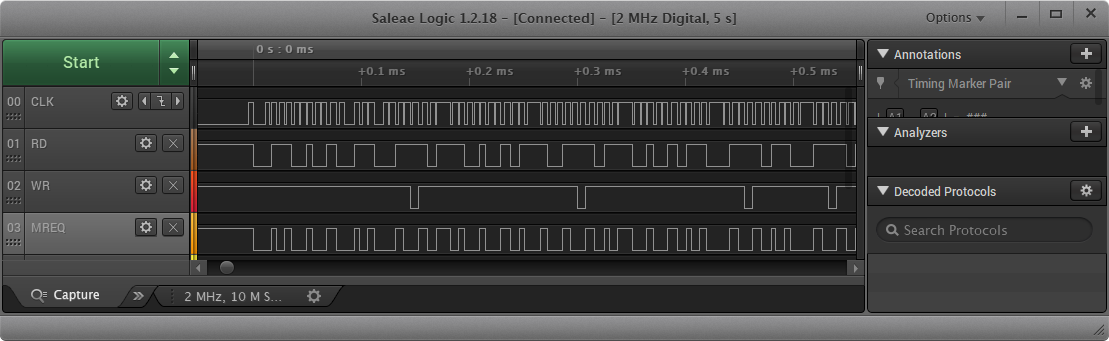 Saleae Logic 1.2.18 - [Connected] - [2 MHz Digital, 5 s]
Options
Start
0 s : 0 ms
+0.1 ms +0.2 ms +0.3 ms +0.4 ms +0.5 ms
00 CLK
01 RD
02 WR
03 MREQ
Annotations
Timing Marker Pair
Analyzers
Decoded Protocols
Search Protocols
Capture
2 MHz, 10 M S...